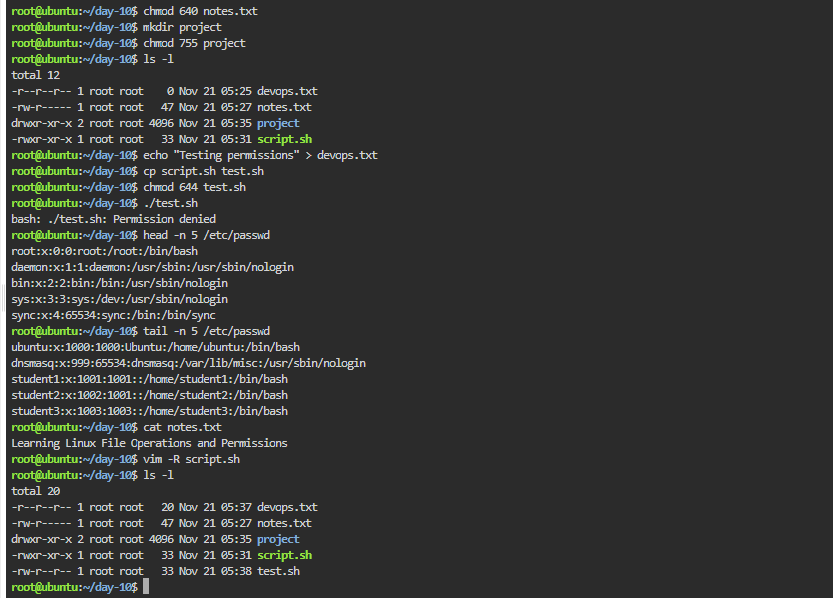 root@ubuntu:~/day-10$ chmod 640 notes.txt
root@ubuntu:~/day-10$ mkdir project
root@ubuntu:~/day-10$ chmod 755 project
root@ubuntu:~/day-10$ ls -l
total 12
-r--r--r-- 1 root root    0 Nov 21 05:25 devops.txt
-rw-r----- 1 root root   47 Nov 21 05:27 notes.txt
drwxr-xr-x 2 root root 4096 Nov 21 05:35 project
-rwxr-xr-x 1 root root   33 Nov 21 05:31 script.sh
root@ubuntu:~/day-10$ echo "Testing permissions" > devops.txt
root@ubuntu:~/day-10$ cp script.sh test.sh
root@ubuntu:~/day-10$ chmod 644 test.sh
root@ubuntu:~/day-10$ ./test.sh
bash: ./test.sh: Permission denied
root@ubuntu:~/day-10$ head -n 5 /etc/passwd
root:x:0:0:root:/root:/bin/bash
daemon:x:1:1:daemon:/usr/sbin:/usr/sbin/nologin
bin:x:2:2:bin:/bin:/usr/sbin/nologin
sys:x:3:3:sys:/dev:/usr/sbin/nologin
sync:x:4:65534:sync:/bin:/bin/sync
root@ubuntu:~/day-10$ tail -n 5 /etc/passwd
ubuntu:x:1000:1000:Ubuntu:/home/ubuntu:/bin/bash
dnsmasq:x:999:65534:dnsmasq:/var/lib/misc:/usr/sbin/nologin
student1:x:1001:1001::/home/student1:/bin/bash
student2:x:1002:1001::/home/student2:/bin/bash
student3:x:1003:1003::/home/student3:/bin/bash
root@ubuntu:~/day-10$ cat notes.txt
Learning Linux File Operations and Permissions
root@ubuntu:~/day-10$ vim -R script.sh
root@ubuntu:~/day-10$ ls -l
total 20
-r--r--r-- 1 root root   20 Nov 21 05:37 devops.txt
-rw-r----- 1 root root   47 Nov 21 05:27 notes.txt
drwxr-xr-x 2 root root 4096 Nov 21 05:35 project
-rwxr-xr-x 1 root root   33 Nov 21 05:31 script.sh
-rw-r--r-- 1 root root   33 Nov 21 05:38 test.sh
root@ubuntu:~/day-10$